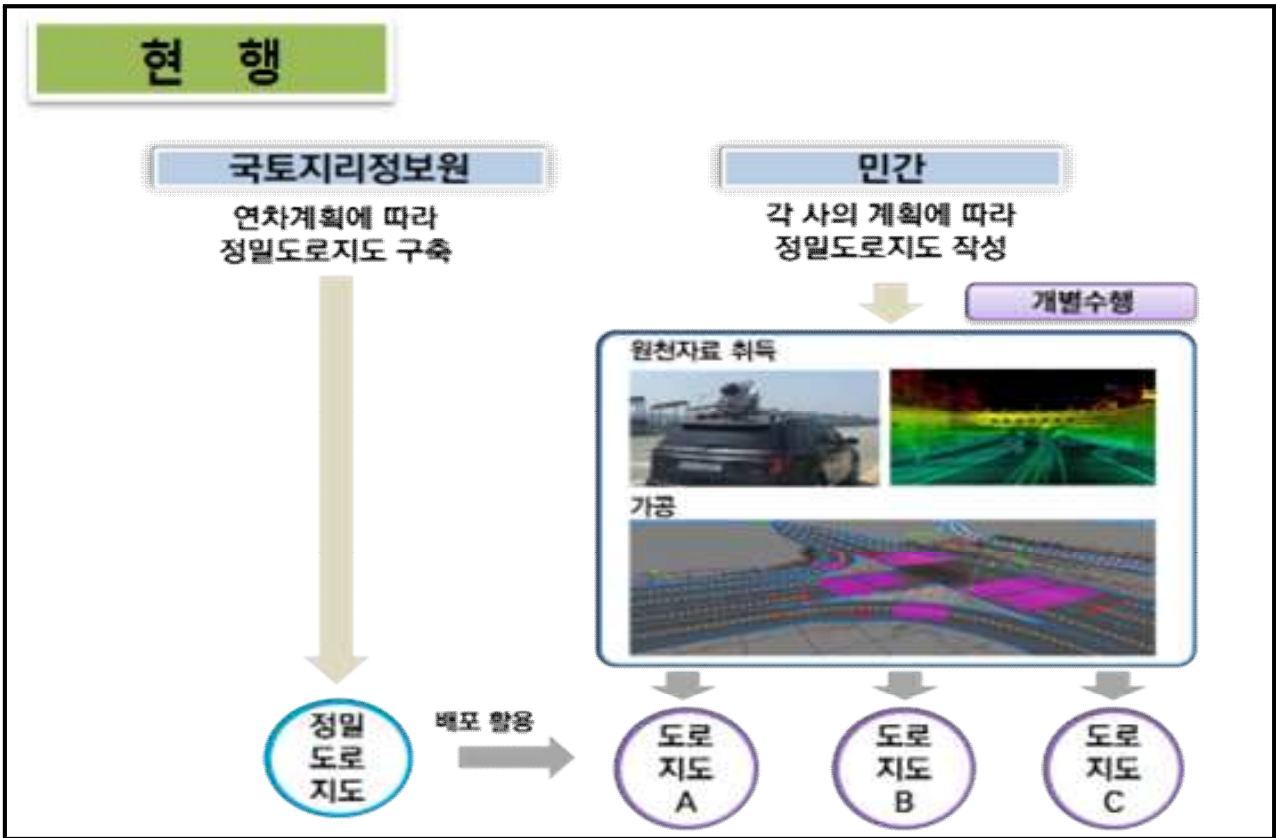 현 행
국토지리정보원
연차계획에 따라
정밀도로지도 구축
민간
각 사의 계획에 따라
정밀도로지도 작성
개별수행
원천자료 취득
가공
정밀
도로
지도
배포 활용
도로
지도
A
도로
지도
B
도로
지도
C